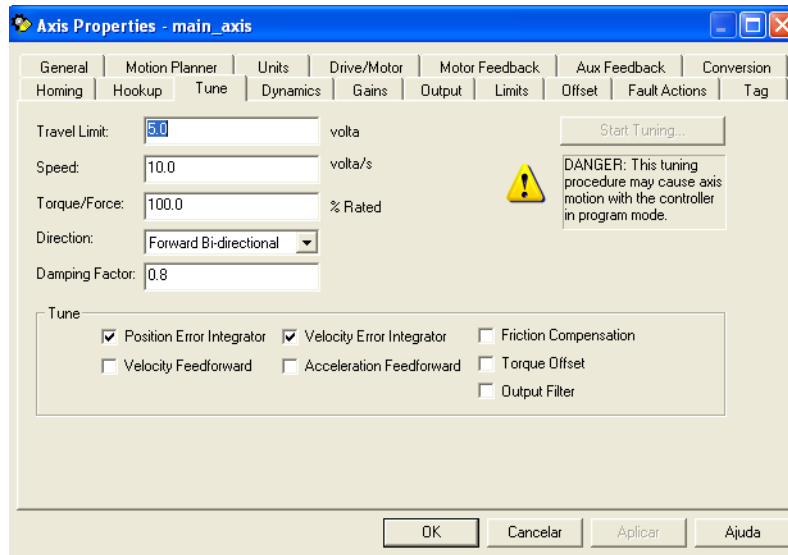 Axis Properties - main_axis
General Motion Planner Units Drive/Motor Motor Feedback Aux Feedback Conversion
Homing Hookup Tune Dynamics Gains Output Limits Offset Fault Actions Tag
Travel Limit: 5.0 volta Start Tuning...
Speed: 10.0 volta/s
Torque/Force: 100.0 % Rated
DANGER: This tuning
procedure may cause axis
motion with the controller
in program mode.
Direction: Forward Bi-directional
Damping Factor: 0.8
Tune
Position Error Integrator Velocity Error Integrator Friction Compensation
Velocity Feedforward Acceleration Feedforward Torque Offset
Output Filter
OK Cancelar Aplicar Ajuda